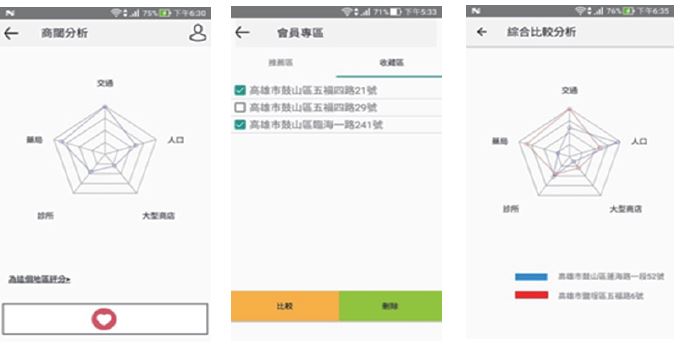 75% 下午6:30
商閣分析
交通
人口
大型商店
診所
藥局
為這個地區評分▸
71% 下午5:33
會員專區
推薦區
收藏區
高雄市鼓山區五福四路21號
高雄市鼓山區五福四路29號
高雄市鼓山區臨海一路241號
比較
刪除
76% 下午6:35
綜合比較分析
交通
人口
大型商店
診所
藥局
高雄市鼓山區蓮海路一段52號
高雄市鹽埕區五福路6號